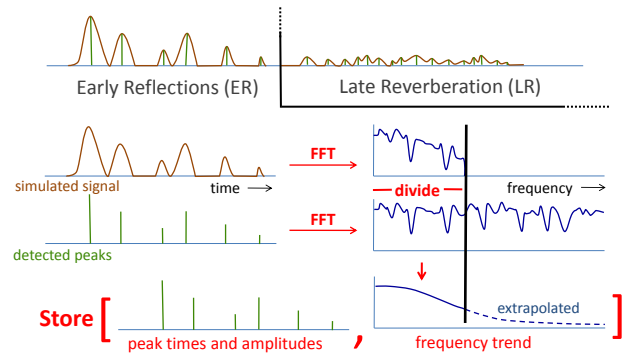 Early Reflections (ER)
Late Reverberation (LR)
FFT
simulated signal
time
divide
frequency
FFT
detected peaks
Store [ , ]
extrapolated
peak times and amplitudes
frequency trend